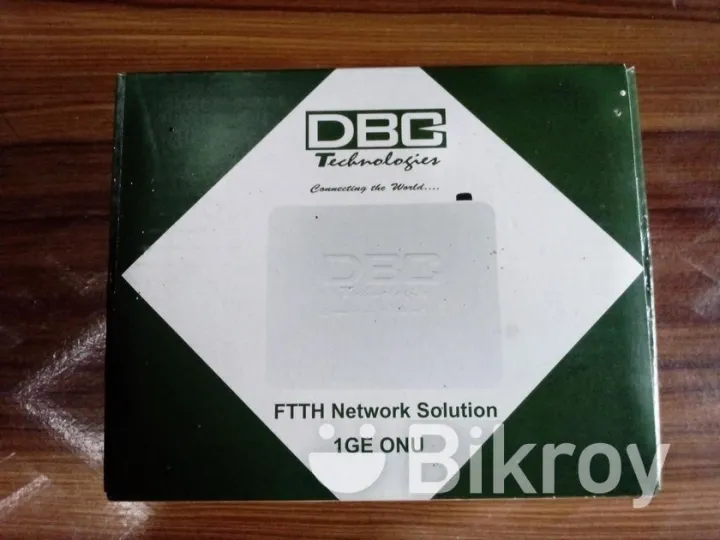 DBC
Technologies
Connecting the World....
DBC
FTTH Network Solution
1GE ONU
Bikroy